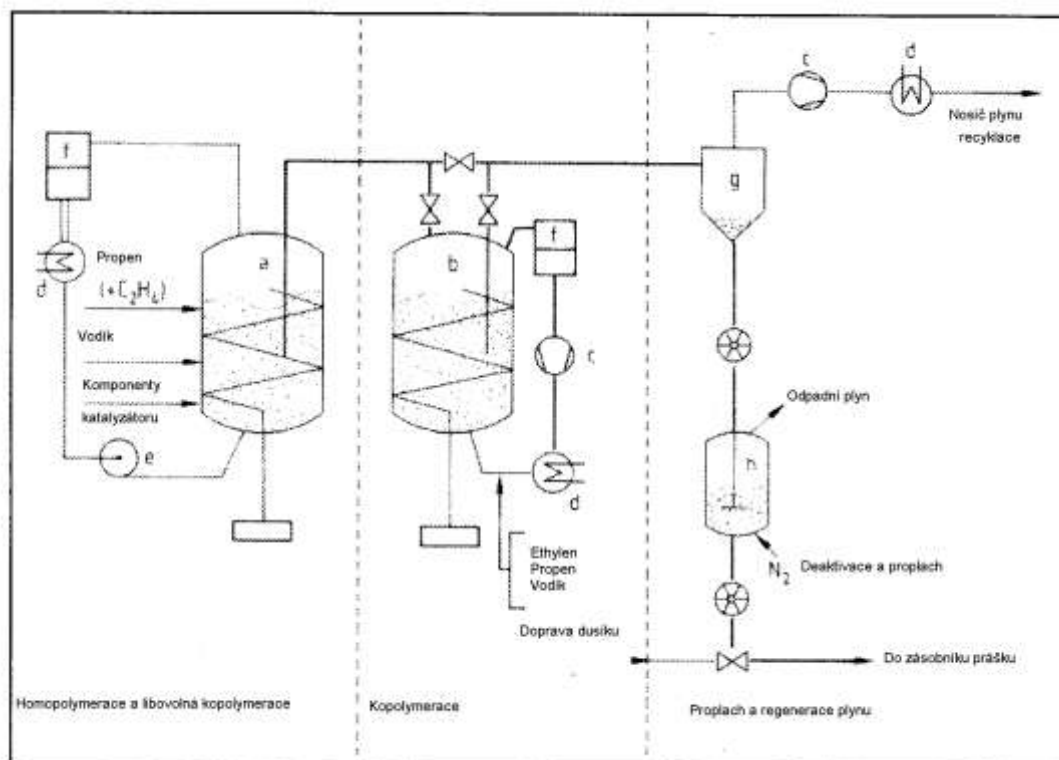 c
d
Nosič plynu
recyklace
f
g
Propen
(+C₂H₄)
d
a
b
f
Vodík
c
Komponenty
katalyzátoru
e
Odpadní plyn
h
d
Ethylen
Propen
Vodík
N₂
Deaktivace a proplach
Doprava dusíku
Do zásobníku prášku
Homopolymerace a libovolná kopolymerace
Kopolymerace
Proplach a regenerace plynu